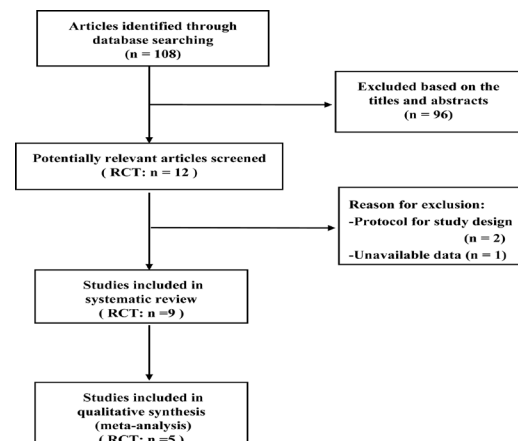 Articles identified through
database searching
(n = 108)
Excluded based on the
titles and abstracts
(n = 96)
Potentially relevant articles screened
( RCT: n = 12 )
Reason for exclusion:
-Protocol for study design
(n = 2)
-Unavailable data (n = 1)
Studies included in
systematic review
( RCT: n =9 )
Studies included in
qualitative synthesis
(meta-analysis)
( RCT: n =5 )